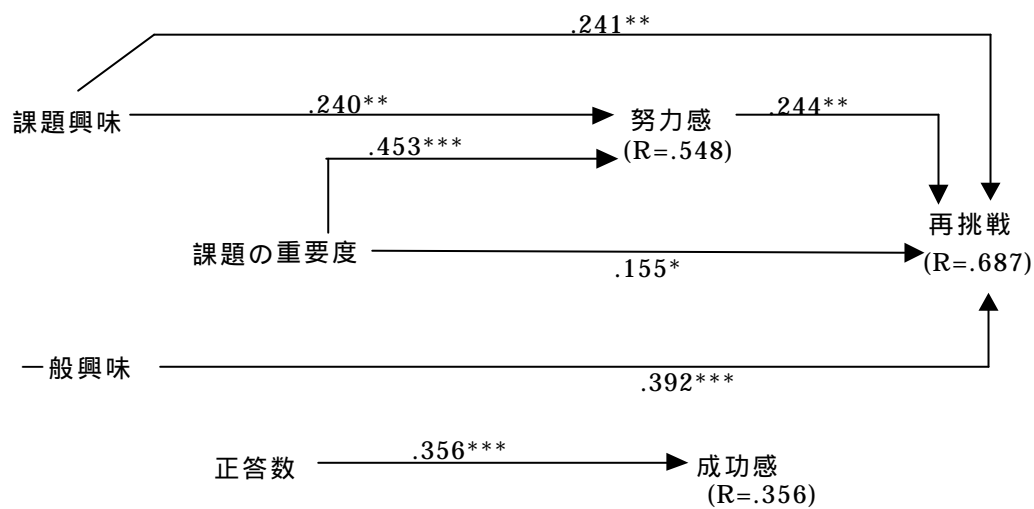 .241**
課題興味
.240**
努力感
(R=.548)
.244**
.453***
再挑戦
(R=.687)
課題の重要度
.155*
一般興味
.392***
正答数
.356***
成功感
(R=.356)